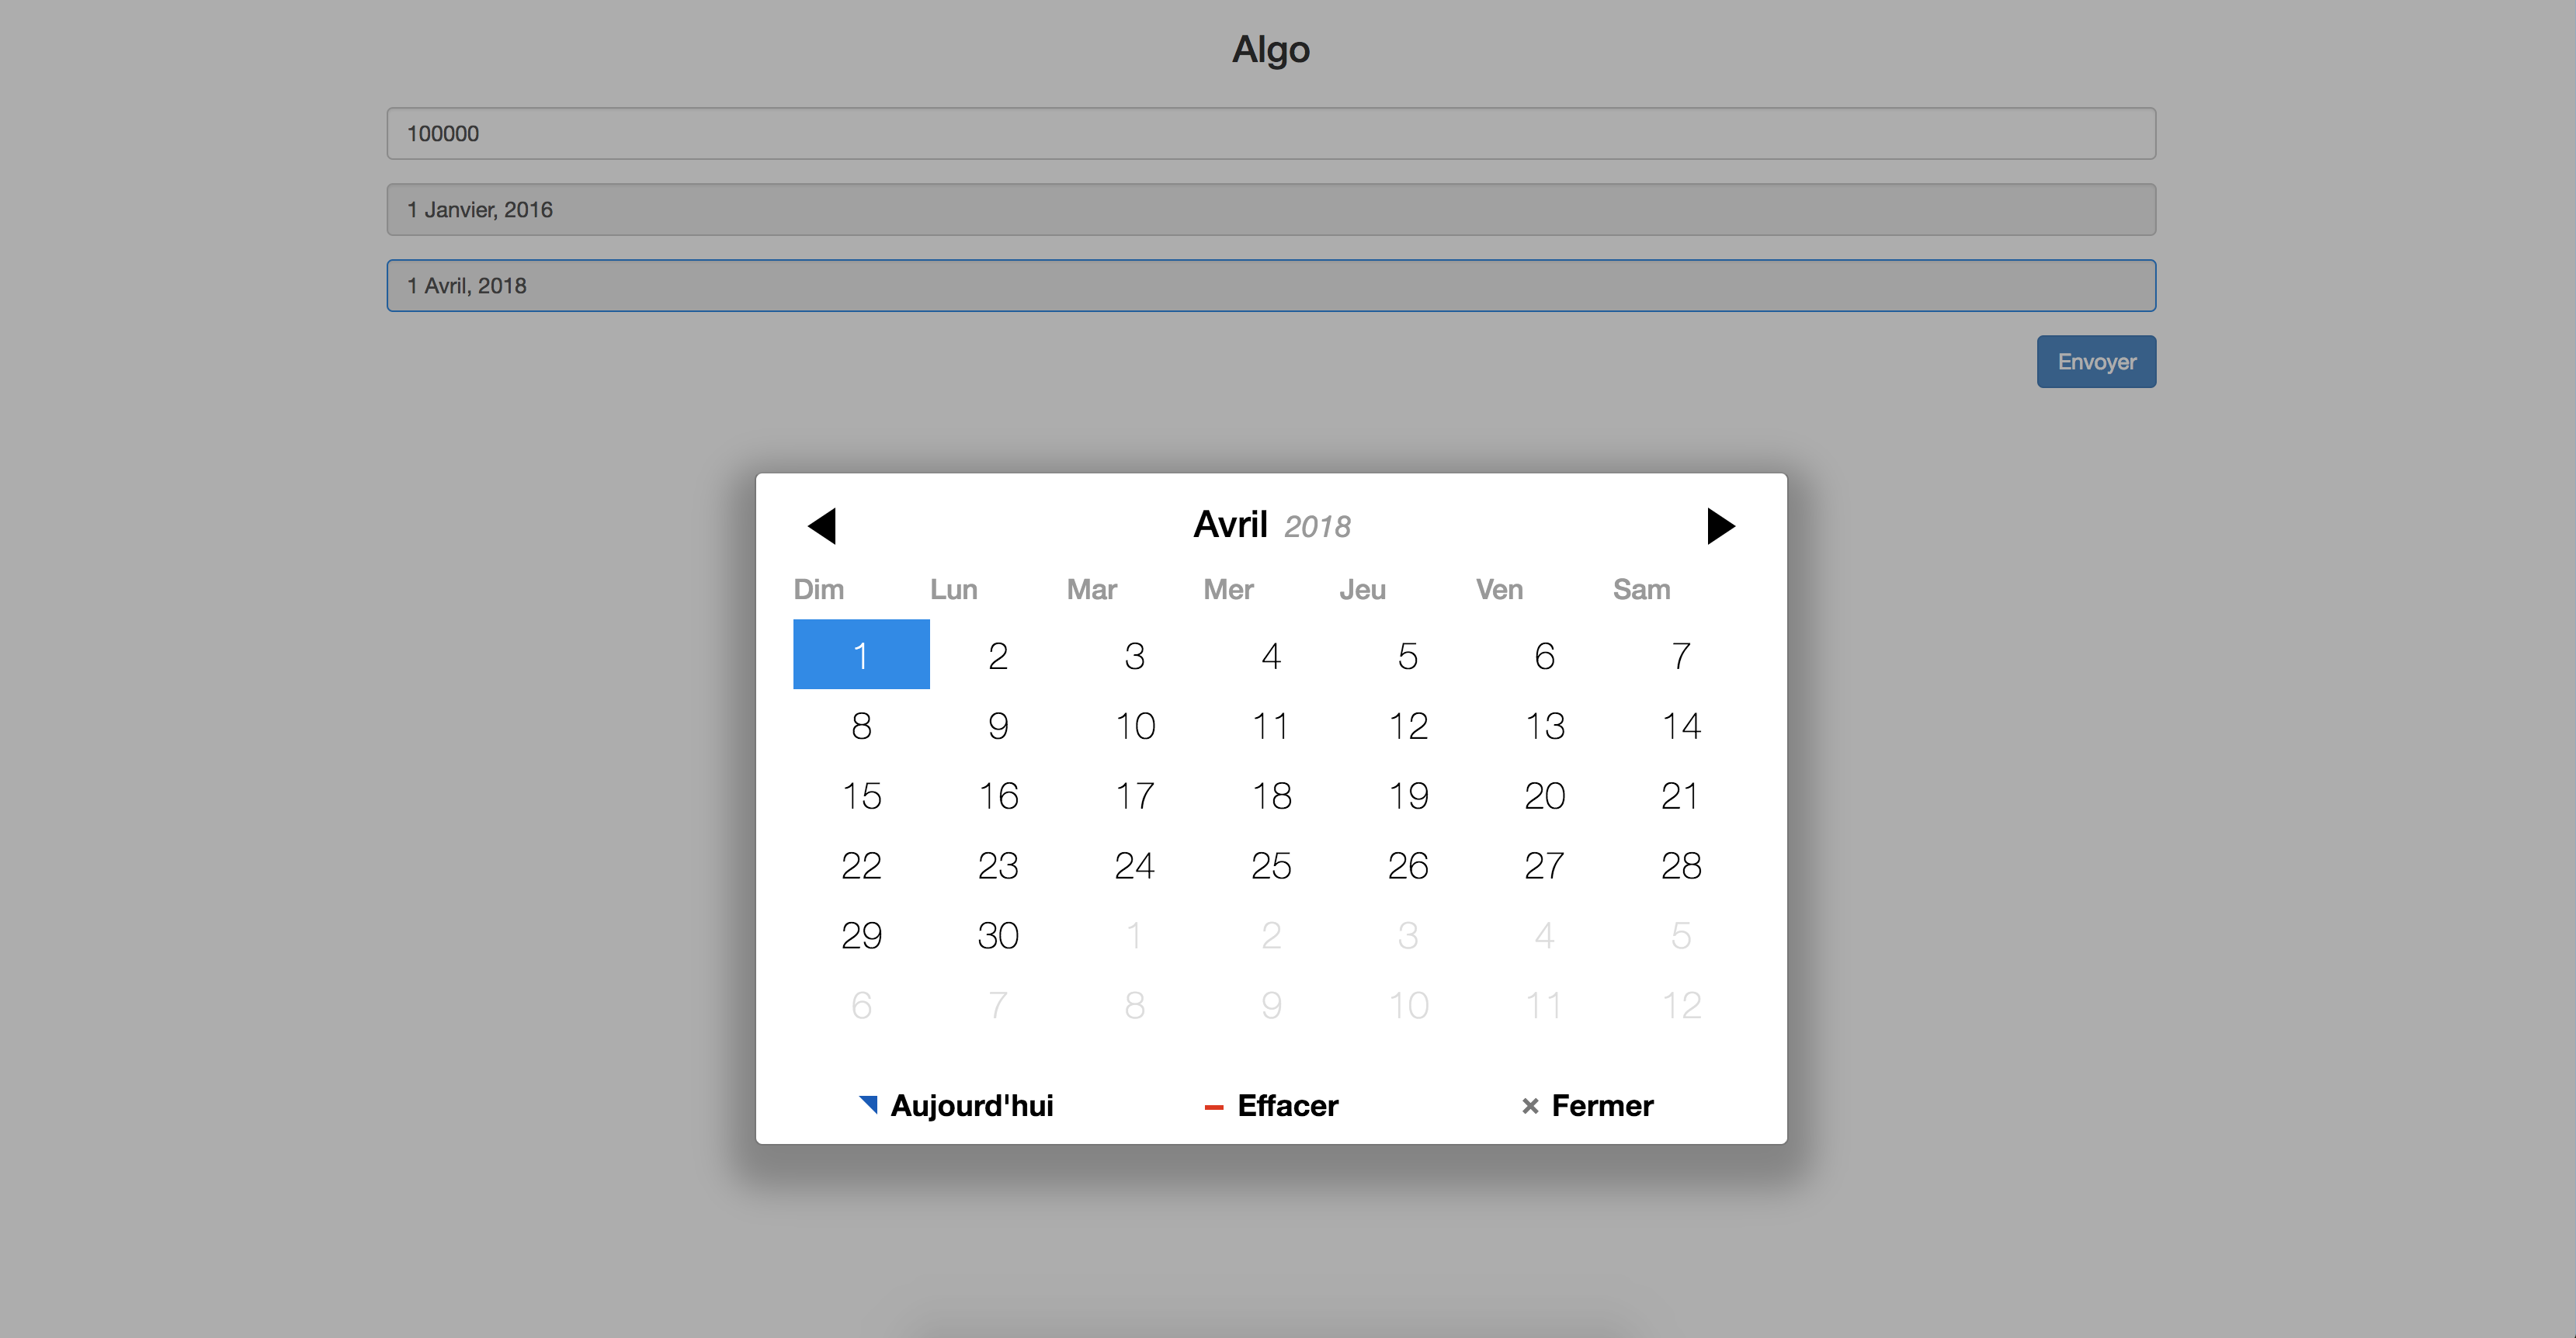 Algo
100000
1 Janvier, 2016
1 Avril, 2018
Envoyer
Avril 2018
Dim Lun Mar Mer Jeu Ven Sam
1 2 3 4 5 6 7
8 9 10 11 12 13 14
15 16 17 18 19 20 21
22 23 24 25 26 27 28
29 30 1 2 3 4 5
6 7 8 9 10 11 12
Aujourd'hui Effacer Fermer